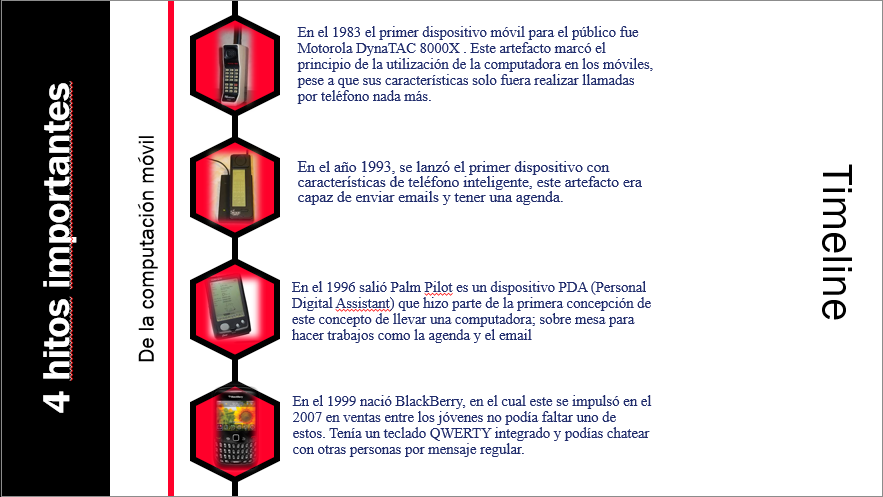 4 hitos importantes
De la computación móvil
En el 1983 el primer dispositivo móvil para el público fue
Motorola DynaTAC 8000X . Este artefacto marcó el
principio de la utilización de la computadora en los móviles,
pese a que sus características solo fuera realizar llamadas
por teléfono nada más.
En el año 1993, se lanzó el primer dispositivo con
características de teléfono inteligente, este artefacto era
capaz de enviar emails y tener una agenda.
En el 1996 salió Palm Pilot es un dispositivo PDA (Personal
Digital Assistant) que hizo parte de la primera concepción de
este concepto de llevar una computadora; sobre mesa para
hacer trabajos como la agenda y el email
En el 1999 nació BlackBerry, en el cual este se impulsó en el
2007 en ventas entre los jóvenes no podía faltar uno de
estos. Tenía un teclado QWERTY integrado y podías chatear
con otras personas por mensaje regular.
Timeline